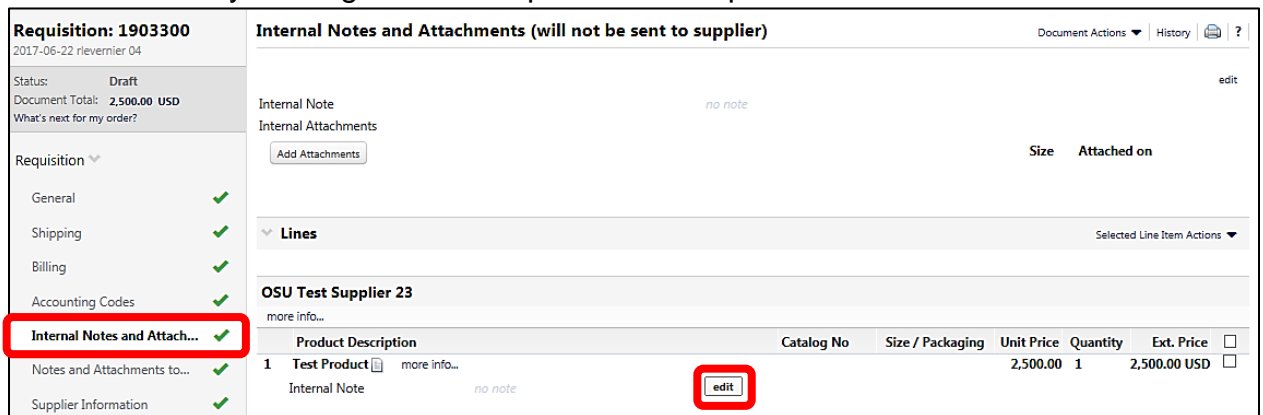 Requisition: 1903300
2017-06-22 rlevernier 04
Status: Draft
Document Total: 2,500.00 USD
What's next for my order?
Requisition
General
Shipping
Billing
Accounting Codes
Internal Notes and Attach...
Notes and Attachments to...
Supplier Information
Internal Notes and Attachments (will not be sent to supplier)
Document Actions History ?
edit
Internal Note no note
Internal Attachments
Add Attachments
Size Attached on
Lines
Selected Line Item Actions
OSU Test Supplier 23
more info...
Product Description Catalog No Size / Packaging Unit Price Quantity Ext. Price
1 Test Product more info... 2,500.00 1 2,500.00 USD
Internal Note no note edit